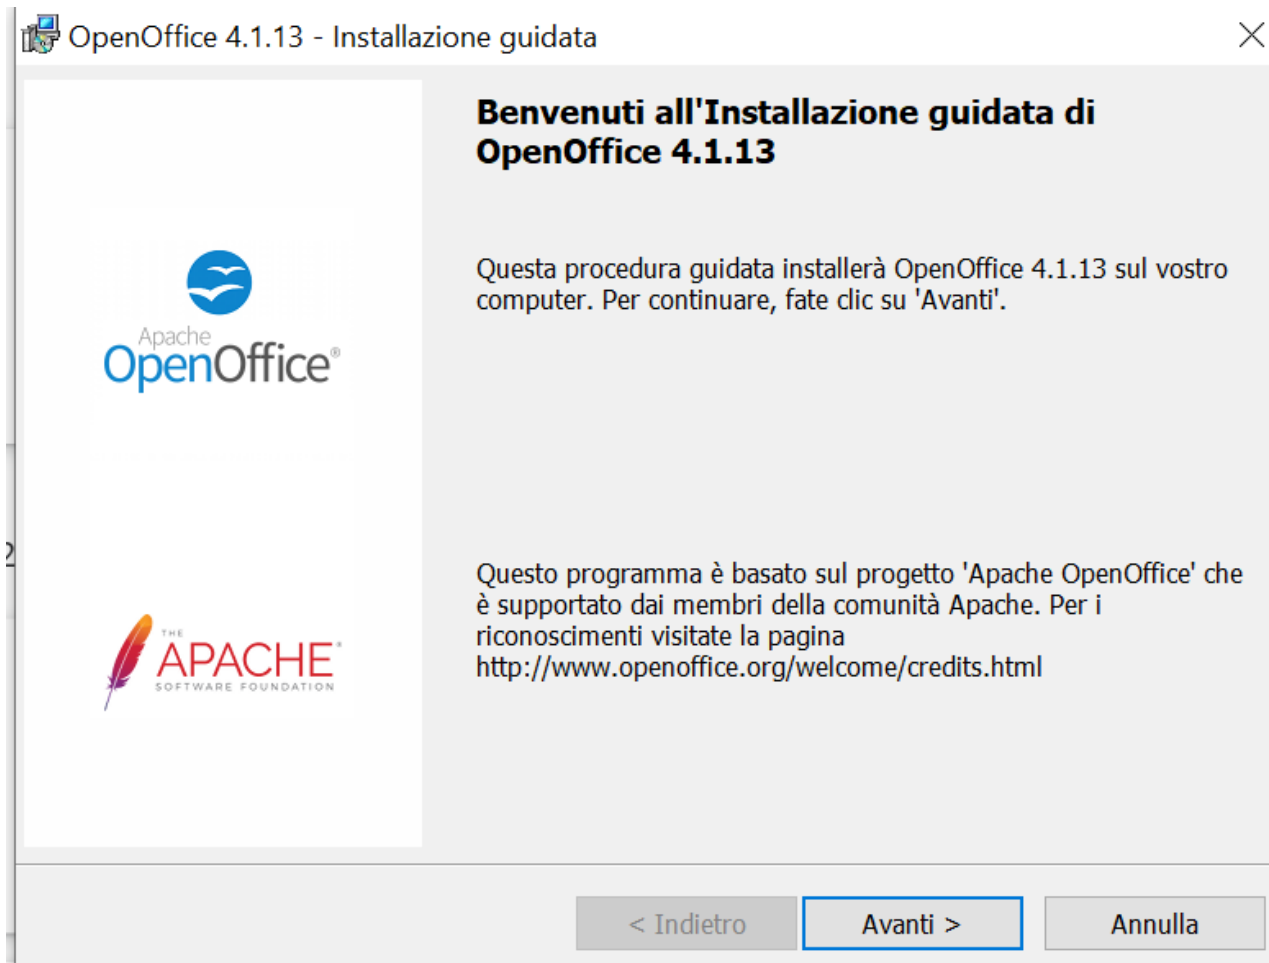 OpenOffice 4.1.13 - Installazione guidata
Benvenuti all'Installazione guidata di
OpenOffice 4.1.13
Questa procedura guidata installerà OpenOffice 4.1.13 sul vostro
computer. Per continuare, fate clic su 'Avanti'.
Apache
OpenOffice®
Questo programma è basato sul progetto 'Apache OpenOffice' che
è supportato dai membri della comunità Apache. Per i
riconoscimenti visitate la pagina
http://www.openoffice.org/welcome/credits.html
THE
APACHE®
SOFTWARE FOUNDATION
2
< Indietro
Avanti >
Annulla